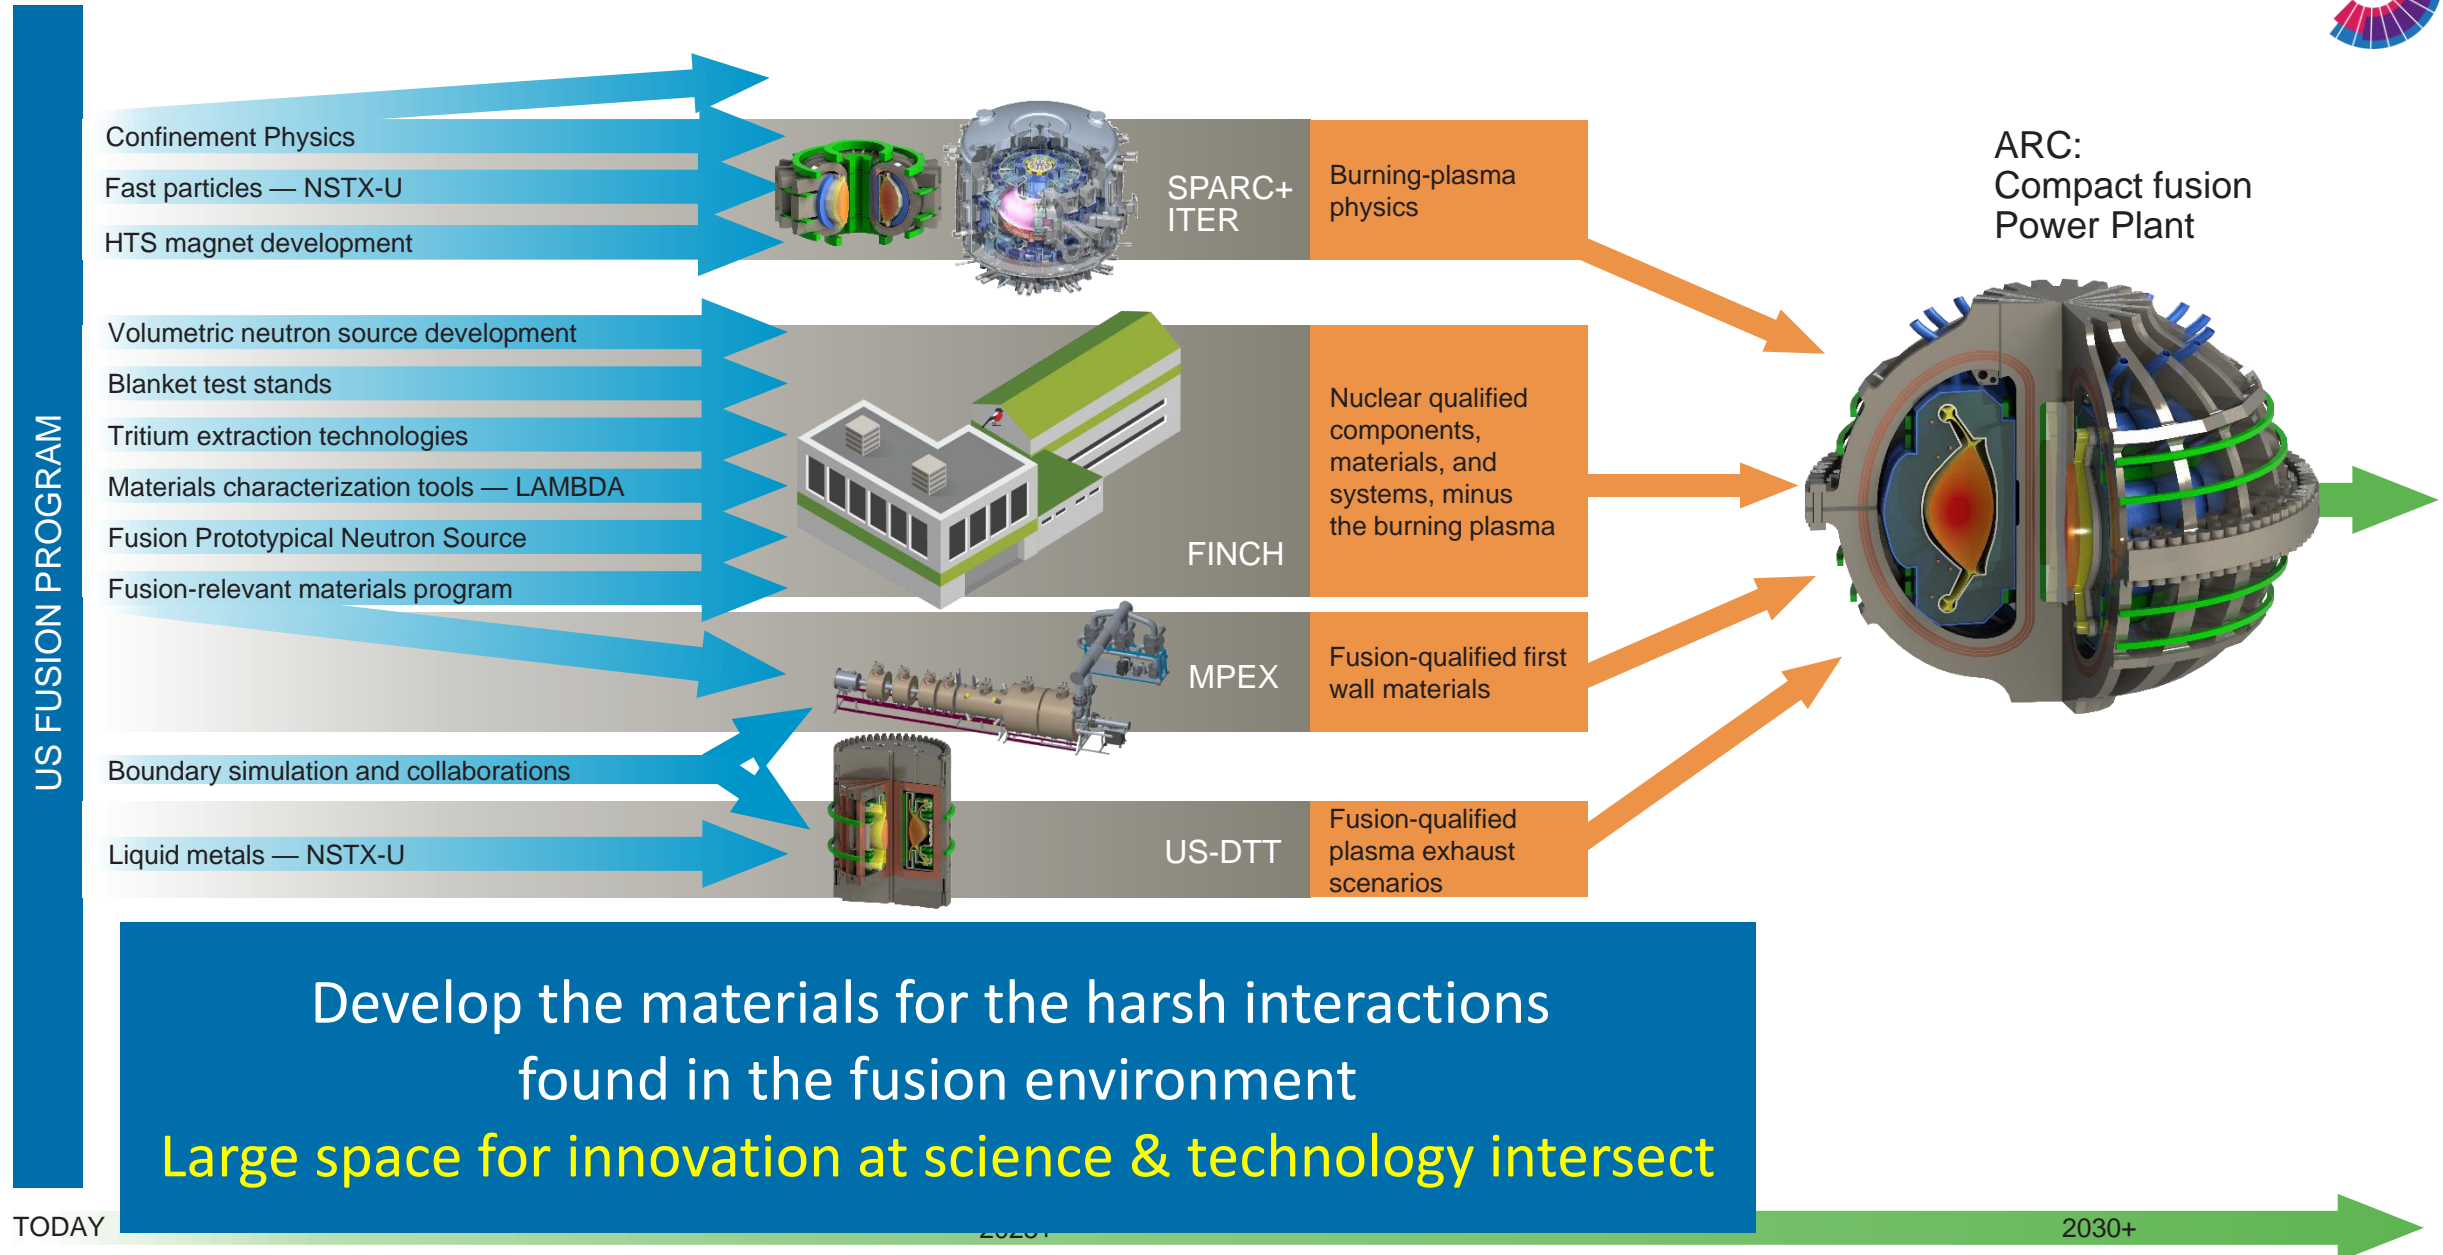 US FUSION PROGRAM
Confinement Physics
Fast particles — NSTX-U
HTS magnet development
SPARC+
ITER
Burning-plasma
physics
Volumetric neutron source development
Blanket test stands
Tritium extraction technologies
Materials characterization tools — LAMBDA
Fusion Prototypical Neutron Source
Fusion-relevant materials program
FINCH
Nuclear qualified
components,
materials, and
systems, minus
the burning plasma
MPEX
Fusion-qualified first
wall materials
Boundary simulation and collaborations
Liquid metals — NSTX-U
US-DTT
Fusion-qualified
plasma exhaust
scenarios
ARC:
Compact fusion
Power Plant
Develop the materials for the harsh interactions
found in the fusion environment
Large space for innovation at science & technology intersect
TODAY
2030+